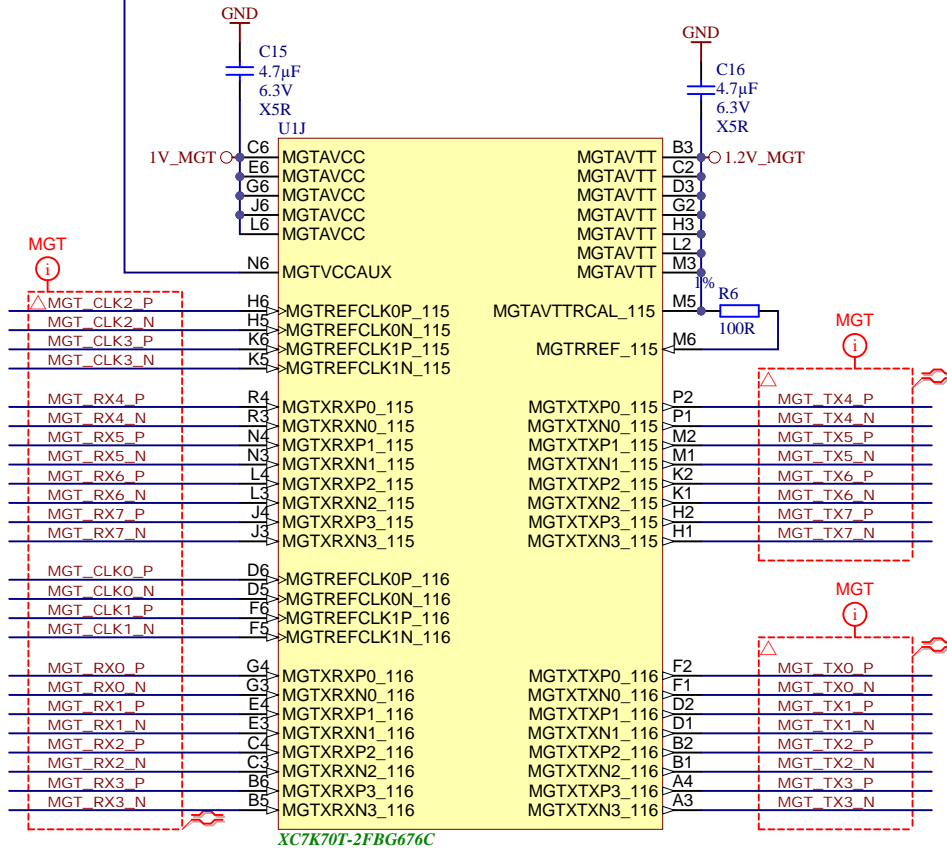 GND
C15
4.7µF
6.3V
X5R
GND
C16
4.7µF
6.3V
X5R
U1J
1V_MGT C6 MGTAVCC MGTAVTT B3 1.2V_MGT
E6 MGTAVCC MGTAVTT C2
G6 MGTAVCC MGTAVTT D3
J6 MGTAVCC MGTAVTT G2
L6 MGTAVCC MGTAVTT H3
MGTAVTT L2
MGT
i
N6 MGTVCCAUX MGTAVTT M3
1%
MGT_CLK2_P H6 MGTREFCLK0P_115 MGTAVTTRCAL_115 M5 R6
100R
MGT_CLK2_N H5 MGTREFCLK0N_115
MGT_CLK3_P K6 MGTREFCLK1P_115 MGTRREF_115 M6
MGT_CLK3_N K5 MGTREFCLK1N_115
MGT
i
MGT_RX4_P R4 MGTXRXP0_115 MGTXTXP0_115 P2 MGT_TX4_P
MGT_RX4_N R3 MGTXRXN0_115 MGTXTXN0_115 P1 MGT_TX4_N
MGT_RX5_P N4 MGTXRXP1_115 MGTXTXP1_115 M2 MGT_TX5_P
MGT_RX5_N N3 MGTXRXN1_115 MGTXTXN1_115 M1 MGT_TX5_N
MGT_RX6_P L4 MGTXRXP2_115 MGTXTXP2_115 K2 MGT_TX6_P
MGT_RX6_N L3 MGTXRXN2_115 MGTXTXN2_115 K1 MGT_TX6_N
MGT_RX7_P J4 MGTXRXP3_115 MGTXTXP3_115 H2 MGT_TX7_P
MGT_RX7_N J3 MGTXRXN3_115 MGTXTXN3_115 H1 MGT_TX7_N
MGT_CLK0_P D6 MGTREFCLK0P_116
MGT_CLK0_N D5 MGTREFCLK0N_116
MGT_CLK1_P F6 MGTREFCLK1P_116
MGT_CLK1_N F5 MGTREFCLK1N_116
MGT
i
MGT_RX0_P G4 MGTXRXP0_116 MGTXTXP0_116 F2 MGT_TX0_P
MGT_RX0_N G3 MGTXRXN0_116 MGTXTXN0_116 F1 MGT_TX0_N
MGT_RX1_P E4 MGTXRXP1_116 MGTXTXP1_116 D2 MGT_TX1_P
MGT_RX1_N E3 MGTXRXN1_116 MGTXTXN1_116 D1 MGT_TX1_N
MGT_RX2_P C4 MGTXRXP2_116 MGTXTXP2_116 B2 MGT_TX2_P
MGT_RX2_N C3 MGTXRXN2_116 MGTXTXN2_116 B1 MGT_TX2_N
MGT_RX3_P B6 MGTXRXP3_116 MGTXTXP3_116 A4 MGT_TX3_P
MGT_RX3_N B5 MGTXRXN3_116 MGTXTXN3_116 A3 MGT_TX3_N
XC7K70T-2FBG676C